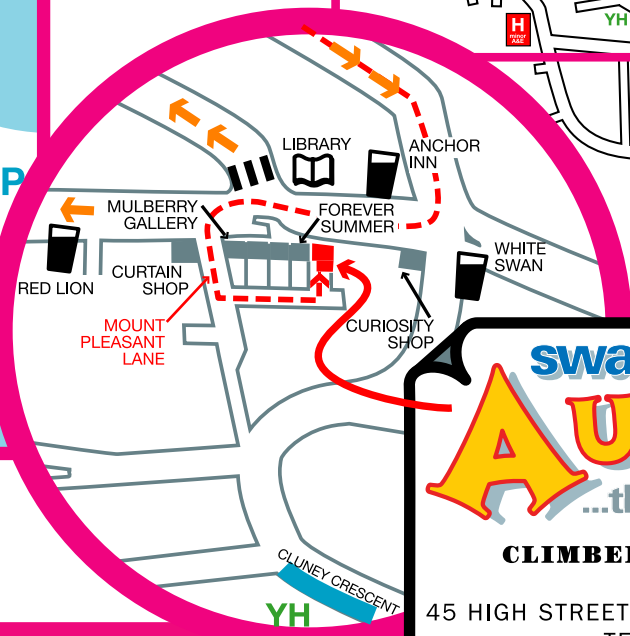 H
minor
A&E
YH
P
LIBRARY
ANCHOR
INN
MULBERRY
GALLERY
FOREVER
SUMMER
WHITE
SWAN
RED LION
CURTAIN
SHOP
MOUNT
PLEASANT
LANE
CURIOSITY
SHOP
CLUNEY CRESCENT
YH
swa
Au
...th
CLIMBE
45 HIGH STREET